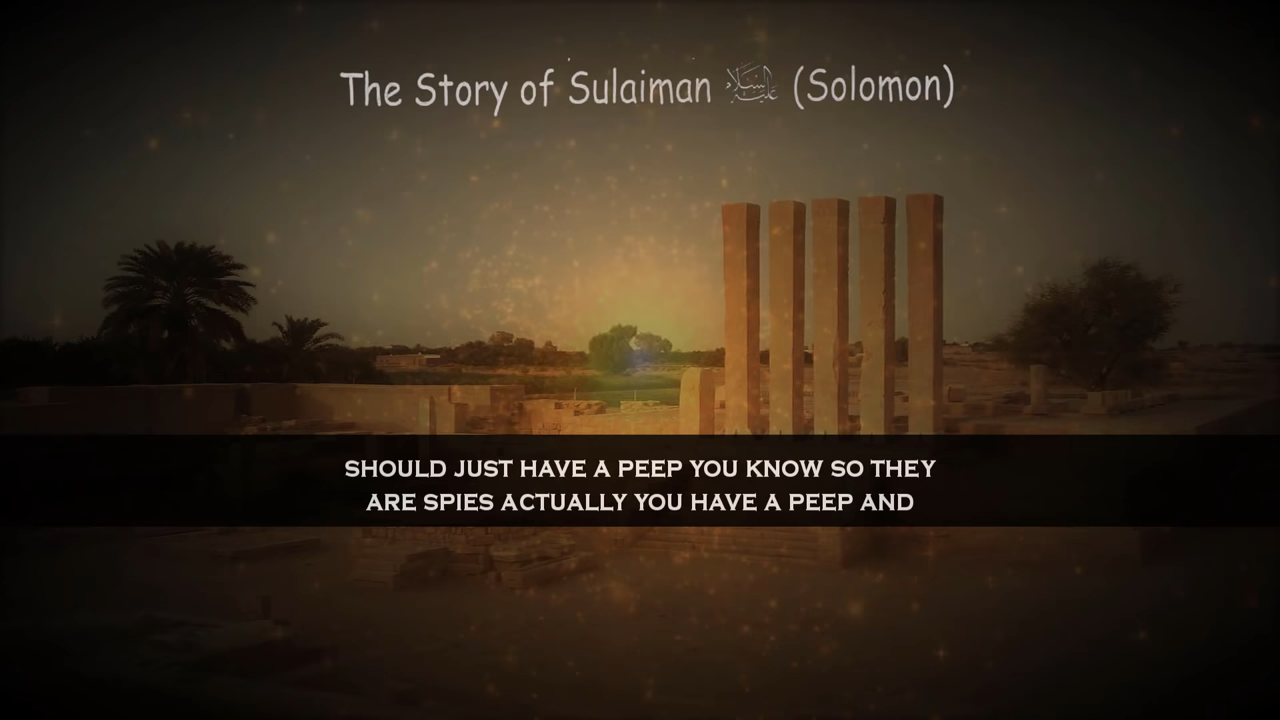 The Story of Sulaiman عليه السلام (Solomon)
SHOULD JUST HAVE A PEEP YOU KNOW SO THEY
ARE SPIES ACTUALLY YOU HAVE A PEEP AND